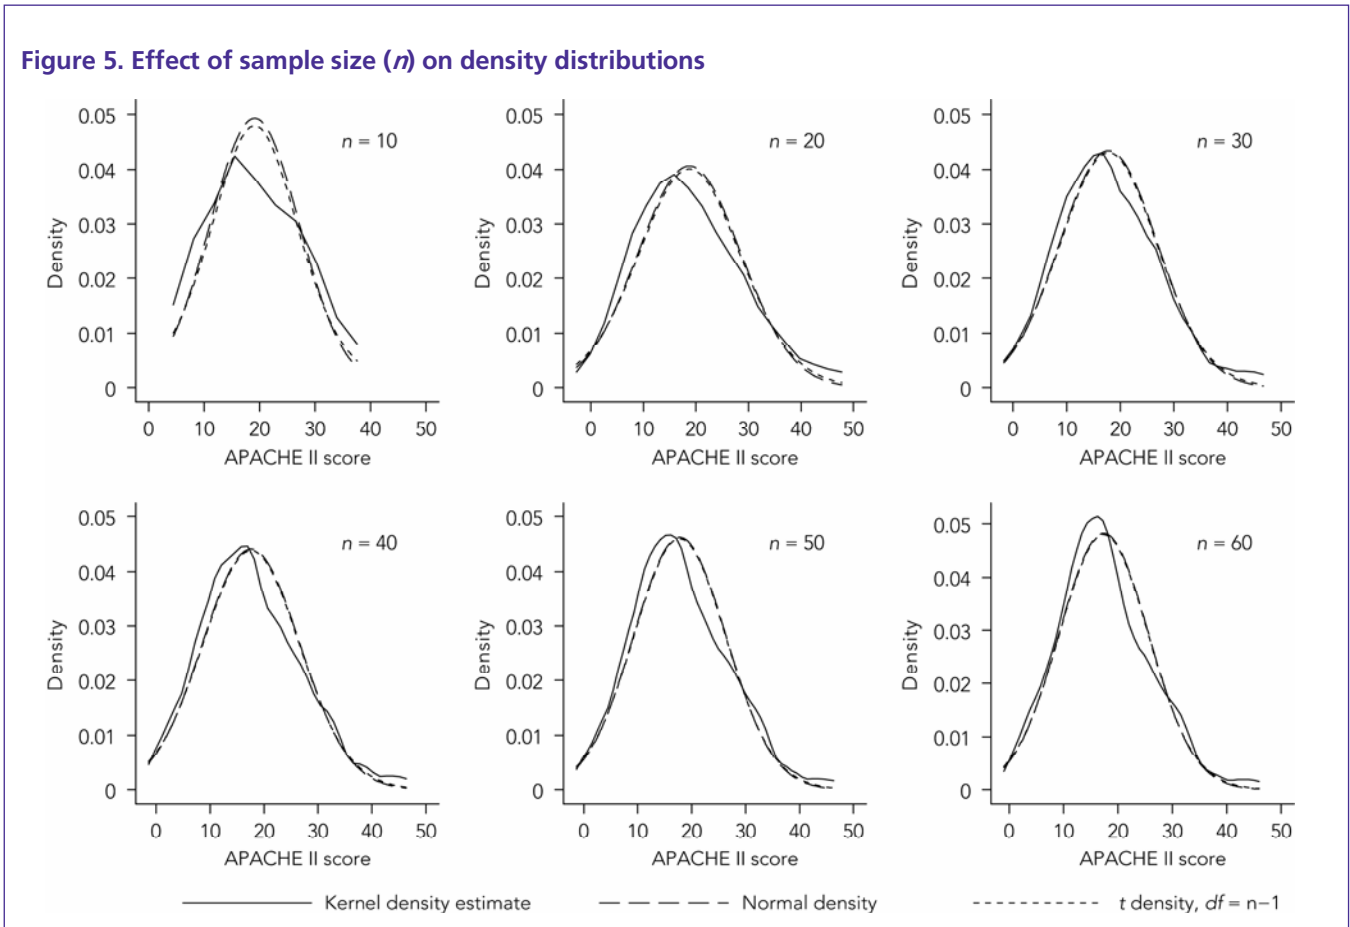 Figure 5. Effect of sample size (n) on density distributions
0.05
0.04
0.03
0.02
0.01
0
Density
n = 10
0 10 20 30 40 50
APACHE II score
0.05
0.04
0.03
0.02
0.01
0
Density
n = 20
0 10 20 30 40 50
APACHE II score
0.05
0.04
0.03
0.02
0.01
0
Density
n = 30
0 10 20 30 40 50
APACHE II score
0.05
0.04
0.03
0.02
0.01
0
Density
n = 40
0 10 20 30 40 50
APACHE II score
0.05
0.04
0.03
0.02
0.01
0
Density
n = 50
0 10 20 30 40 50
APACHE II score
0.05
0.04
0.03
0.02
0.01
0
Density
n = 60
0 10 20 30 40 50
APACHE II score
Kernel density estimate
Normal density
t density, df = n−1